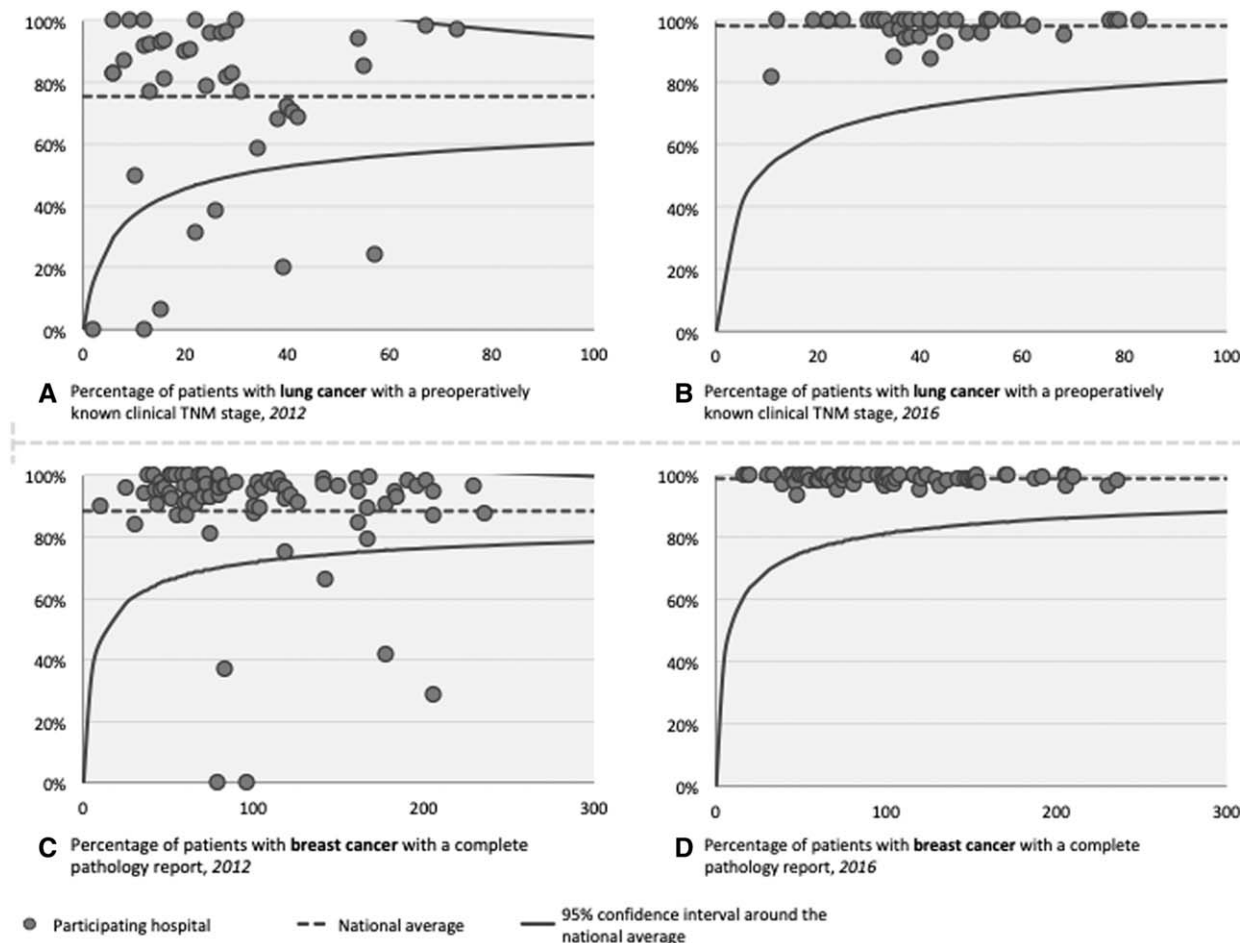 100%
80%
60%
40%
20%
0%
0 20 40 60 80 100
A Percentage of patients with lung cancer with a preoperatively
known clinical TNM stage, 2012
100%
80%
60%
40%
20%
0%
0 20 40 60 80 100
B Percentage of patients with lung cancer with a preoperatively
known clinical TNM stage, 2016
100%
80%
60%
40%
20%
0%
0 100 200 300
C Percentage of patients with breast cancer with a complete
pathology report, 2012
100%
80%
60%
40%
20%
0%
0 100 200 300
D Percentage of patients with breast cancer with a complete
pathology report, 2016
Participating hospital
National average
95% confidence interval around the
national average